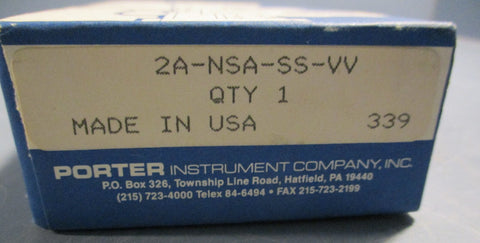 2A-NSA-SS-VV
QTY 1
MADE IN USA 339
PORTER INSTRUMENT COMPANY, INC.
P.O. Box 326, Township Line Road, Hatfield, PA 19440
(215) 723-4000 Telex 84-6494 • FAX 215-723-2199